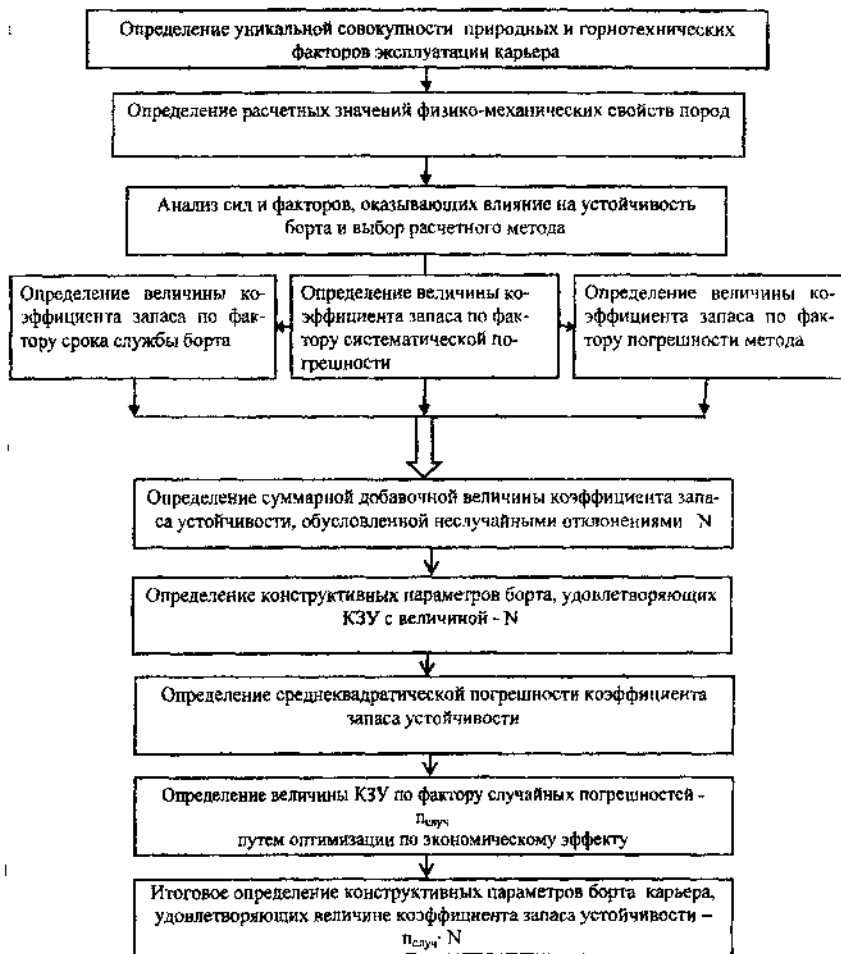 Определение уникальной совокупности природных и горнотехнических
факторов эксплуатации карьера
Определение расчетных значений физико-механических свойств пород
Анализ сил и факторов, оказывающих влияние на устойчивость
борта и выбор расчетного метода
Определение величины ко-
эффициента запаса по фак-
тору срока службы борта
Определение величины ко-
эффициента запаса по фак-
тору систематической по-
грешности
Определение величины ко-
эффициента запаса по фак-
тору погрешности метода
Определение суммарной добавочной величины коэффициента запа-
са устойчивости, обусловленной неслучайными отклонениями N
Определение конструктивных параметров борта, удовлетворяющих
КЗУ с величиной - N
Определение среднеквадратической погрешности коэффициента
запаса устойчивости
Определение величины КЗУ по фактору случайных погрешностей -
nслуч
путем оптимизации по экономическому эффекту
Итоговое определение конструктивных параметров борта карьера,
удовлетворяющих величине коэффициента запаса устойчивости –
nслуч· N